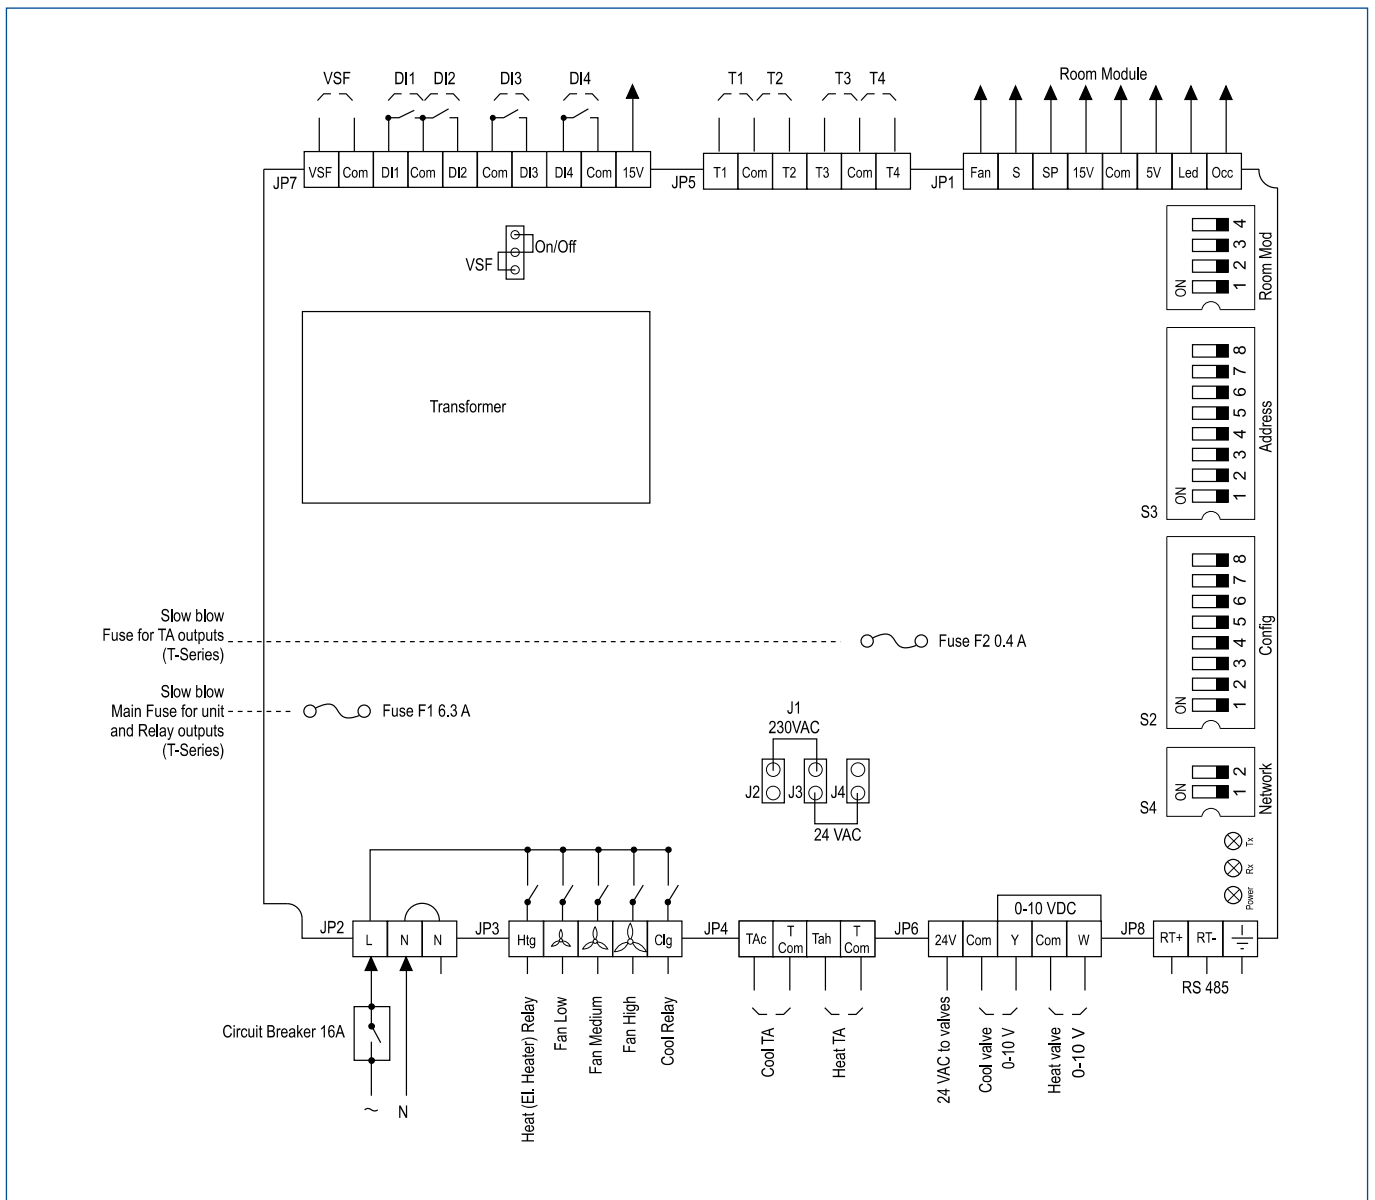 VSF DI1 DI2 DI3 DI4 T1 T2 T3 T4 Room Module
JP7 VSF Com DI1 Com DI2 Com DI3 DI4 Com 15V JP5 T1 Com T2 T3 Com T4 JP1 Fan S SP 15V Com 5V Led Occ
On/Off
VSF
ON 1 2 3 4 Room Mod
Transformer
S3 ON 1 2 3 4 5 6 7 8 Address
S2 ON 1 2 3 4 5 6 7 8 Config
Slow blow
Fuse for TA outputs
(T-Series)
Fuse F2 0.4 A
Slow blow
Main Fuse for unit
and Relay outputs
(T-Series)
Fuse F1 6.3 A
J1
230VAC
J2 J3 J4
24 VAC
S4 ON 1 2 Network
Tx
Rx
Power
0-10 VDC
JP2 L N N JP3 Htg Clg JP4 TAc T Com Tah T Com JP6 24V Com Y Com W JP8 RT+ RT-
RS 485
Circuit Breaker 16A
~ N
Heat (El. Heater) Relay
Fan Low
Fan Medium
Fan High
Cool Relay
Cool TA
Heat TA
24 VAC to valves
Cool valve
0-10 V
Heat valve
0-10 V